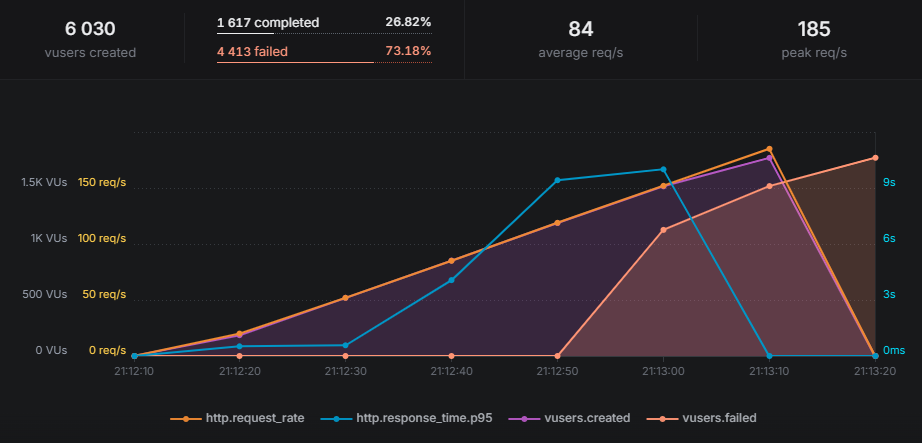 6 030
vusers created
1 617 completed 26.82%
4 413 failed 73.18%
84
average req/s
185
peak req/s
1.5K VUs 150 req/s 9s
1K VUs 100 req/s 6s
500 VUs 50 req/s 3s
0 VUs 0 req/s 0ms
21:12:10 21:12:20 21:12:30 21:12:40 21:12:50 21:13:00 21:13:10 21:13:20
http.request_rate http.response_time.p95 vusers.created vusers.failed